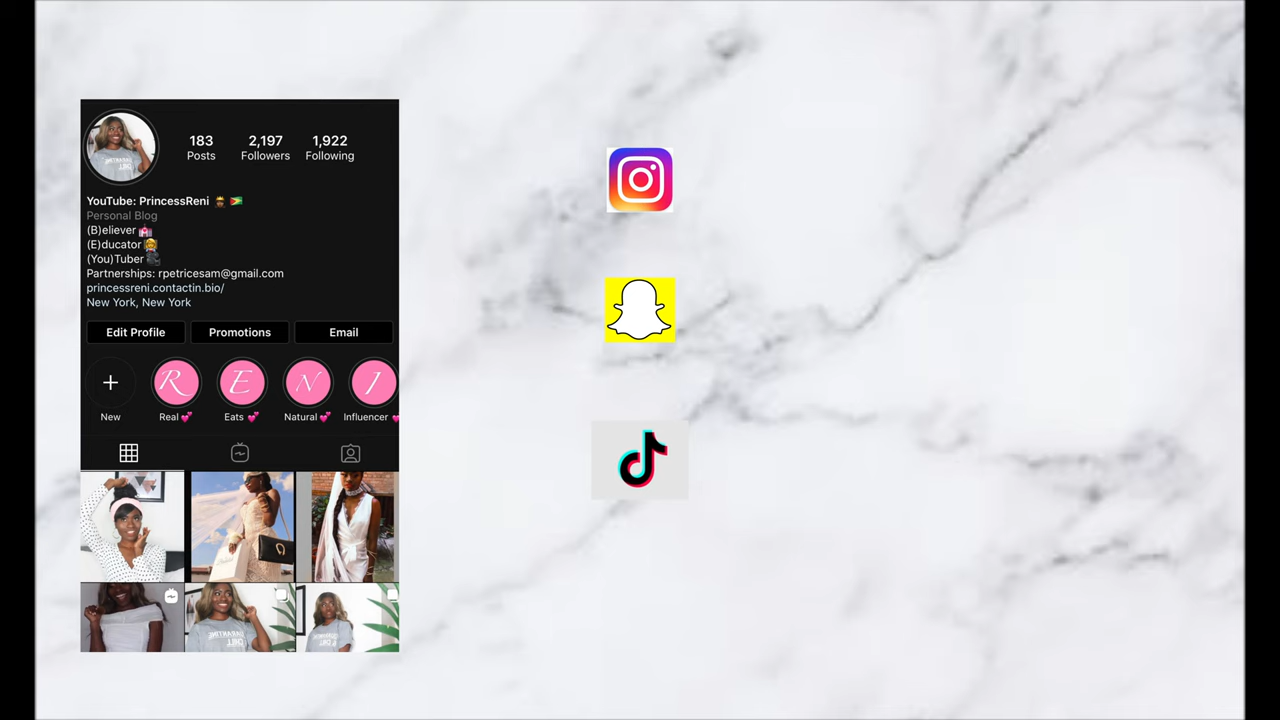 183 2,197 1,922
Posts Followers Following
YouTube: PrincessReni
Personal Blog
(B)eliever
(E)ducator
(You)Tuber
Partnerships: rpetricesam@gmail.com
princessreni.contactin.bio/
New York, New York
Edit Profile Promotions Email
R E N I
New Real Eats Natural Influencer